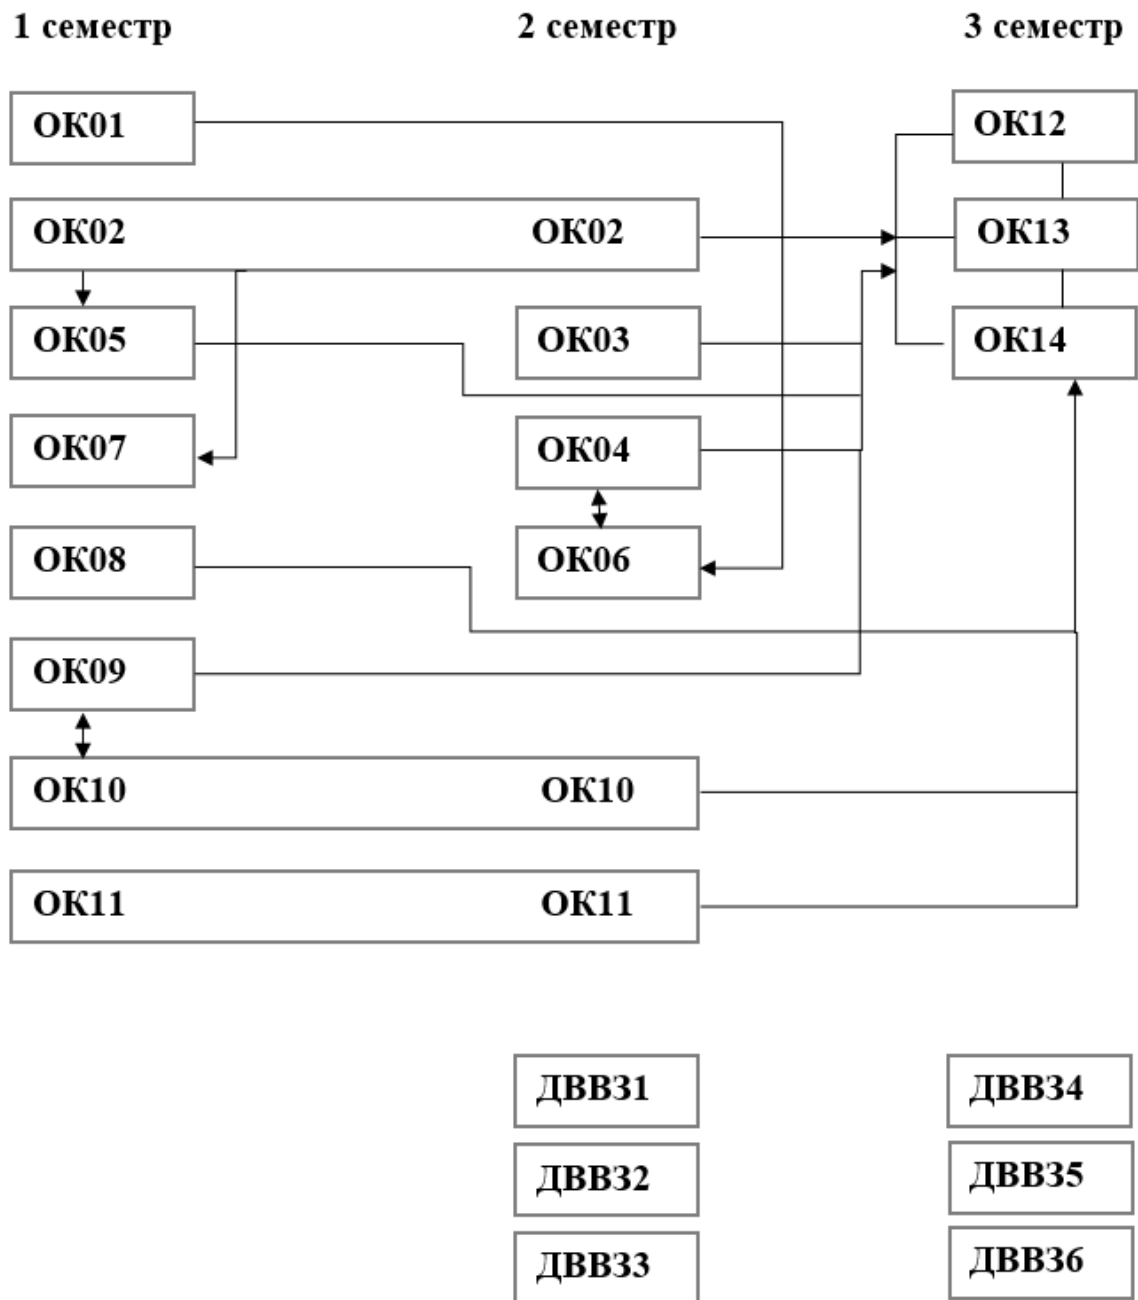 1 семестр 2 семестр 3 семестр
ОК01 ОК12
ОК02 ОК02 ОК13
ОК05 ОК03 ОК14
ОК07 ОК04
ОК08 ОК06
ОК09
ОК10 ОК10
ОК11 ОК11
ДВВ31 ДВВ34
ДВВ32 ДВВ35
ДВВ33 ДВВ36